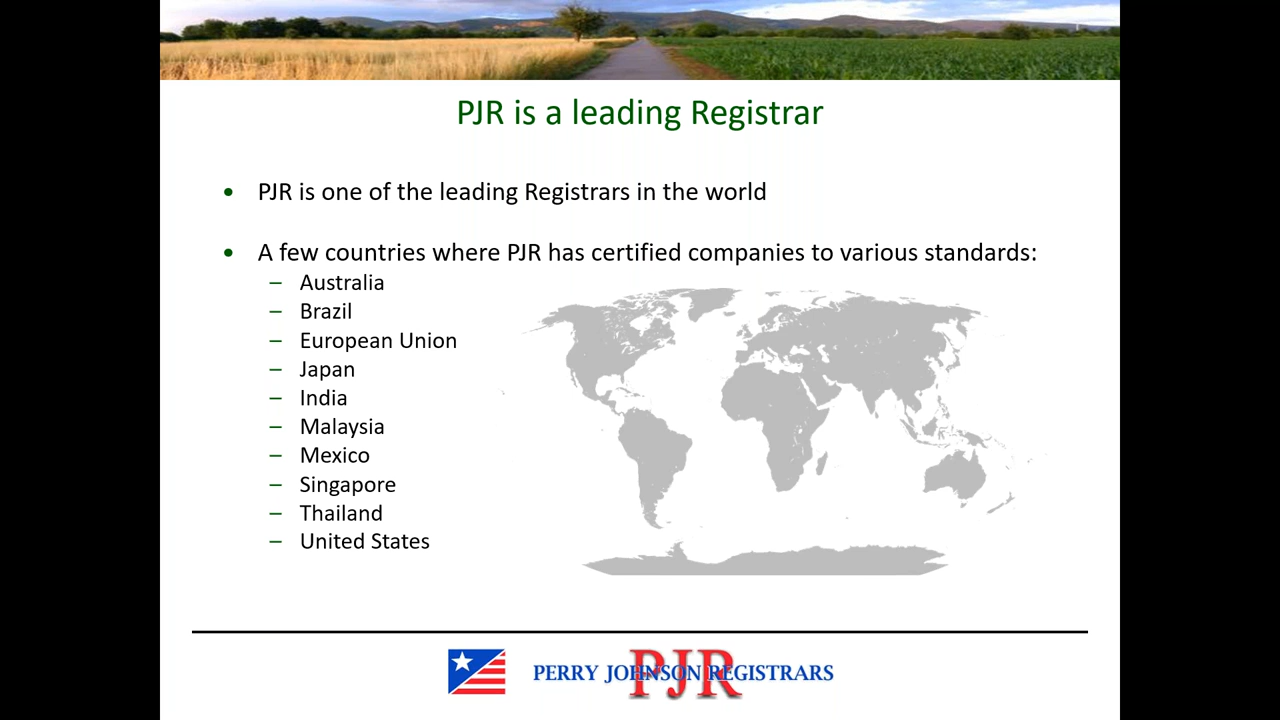 PJR is a leading Registrar
• PJR is one of the leading Registrars in the world
• A few countries where PJR has certified companies to various standards:
– Australia
– Brazil
– European Union
– Japan
– India
– Malaysia
– Mexico
– Singapore
– Thailand
– United States
PJR
PERRY JOHNSON REGISTRARS